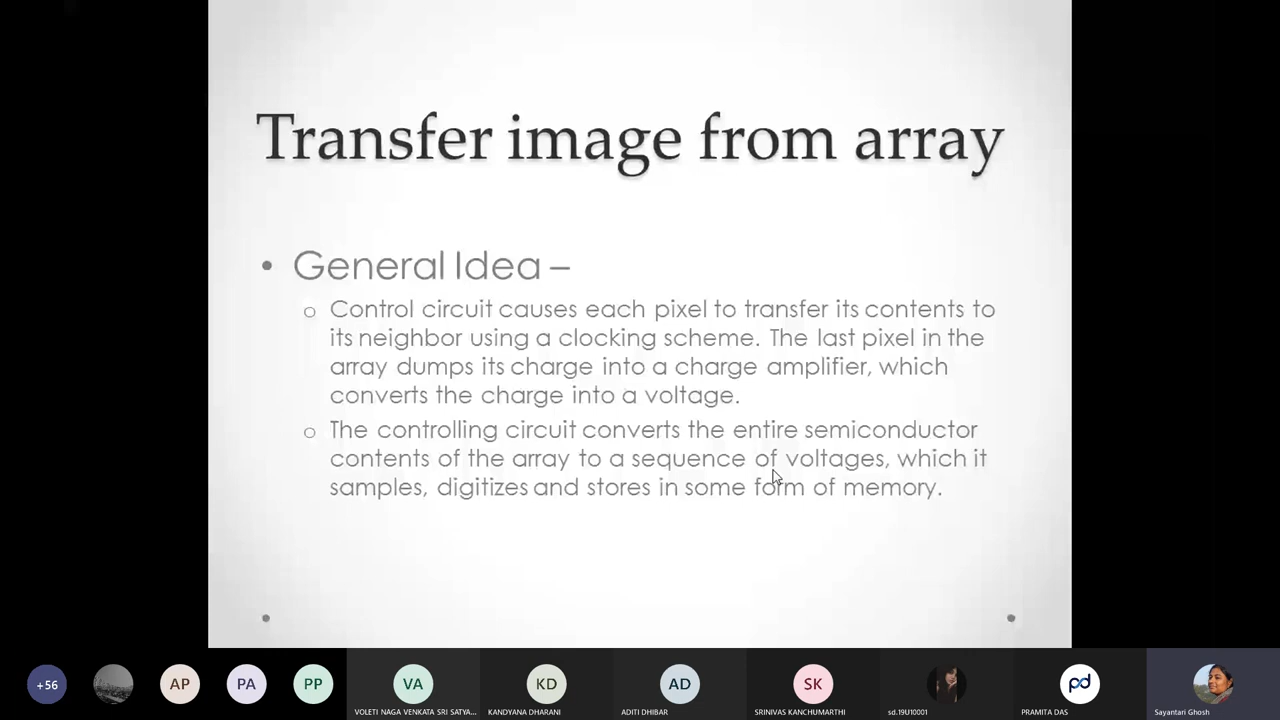 Transfer image from array
• General Idea –
o Control circuit causes each pixel to transfer its contents to
its neighbor using a clocking scheme. The last pixel in the
array dumps its charge into a charge amplifier, which
converts the charge into a voltage.
o The controlling circuit converts the entire semiconductor
contents of the array to a sequence of voltages, which it
samples, digitizes and stores in some form of memory.
+56
AP
PA
PP
VA
KD
AD
SK
pd
VOLETI NAGA VENKATA SRI SATYA...
KANDYANA DHARANI
ADITI DHIBAR
SRINIVAS KANCHUMARTHI
sd.19U10001
PRAMITA DAS
Sayantari Ghosh